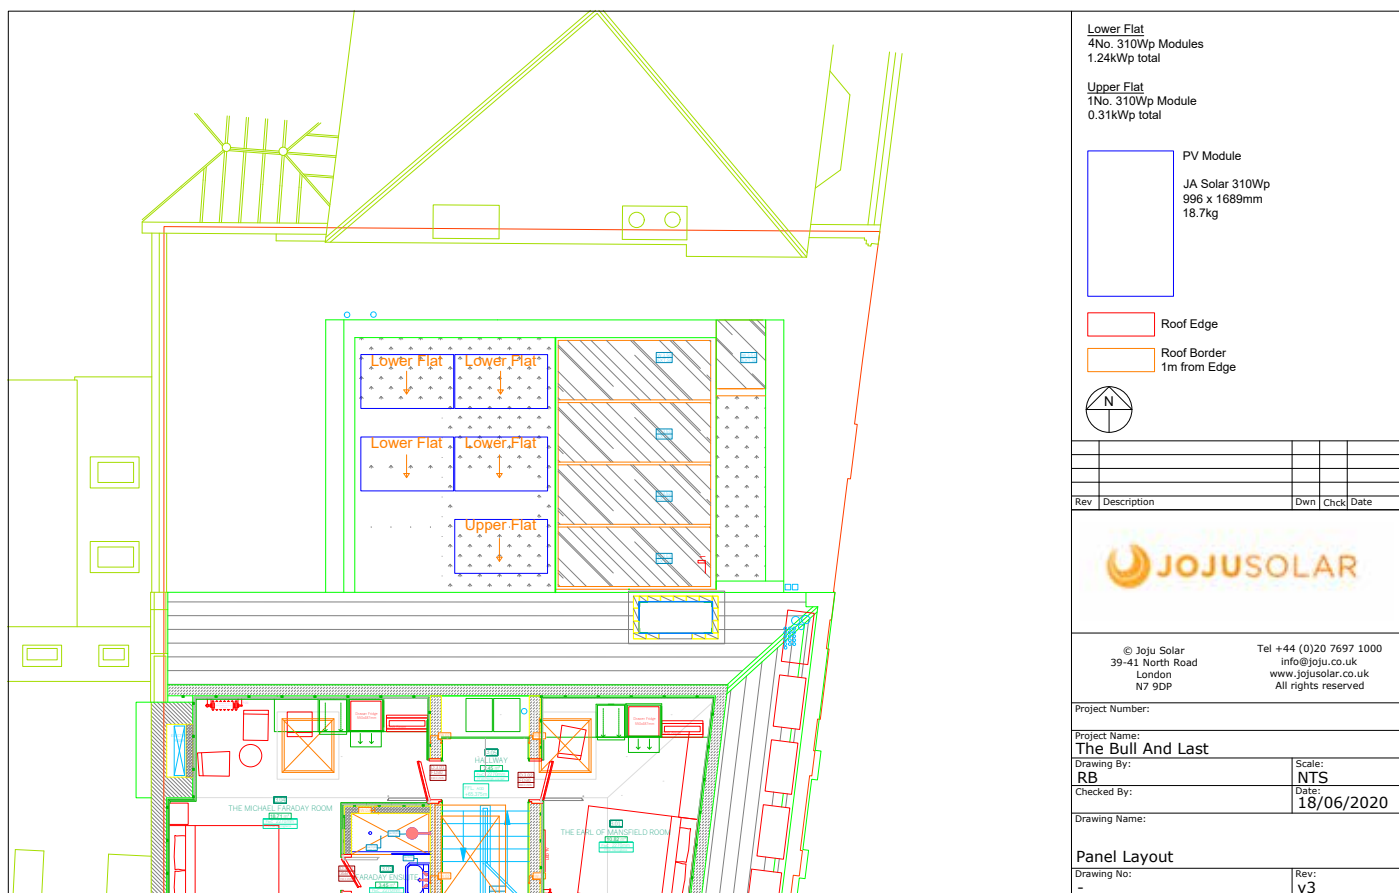 Lower Flat
4No. 310Wp Modules
1.24kWp total
Upper Flat
1No. 310Wp Module
0.31kWp total
PV Module
JA Solar 310Wp
996 x 1689mm
18.7kg
Roof Edge
Roof Border
1m from Edge
N
Lower Flat Lower Flat
Lower Flat Lower Flat
Upper Flat
HALLWAY
THE MICHAEL FARADAY ROOM
THE EARL OF MANSFIELD ROOM
FARADAY ENSUITE
Rev Description Dwn Chck Date
JOJUSOLAR
© Joju Solar
39-41 North Road
London
N7 9DP
Tel +44 (0)20 7697 1000
info@joju.co.uk
www.jojusolar.co.uk
All rights reserved
Project Number:
Project Name:
The Bull And Last
Drawing By:
RB
Scale:
NTS
Checked By:
Date:
18/06/2020
Drawing Name:
Panel Layout
Drawing No:
-
Rev:
v3